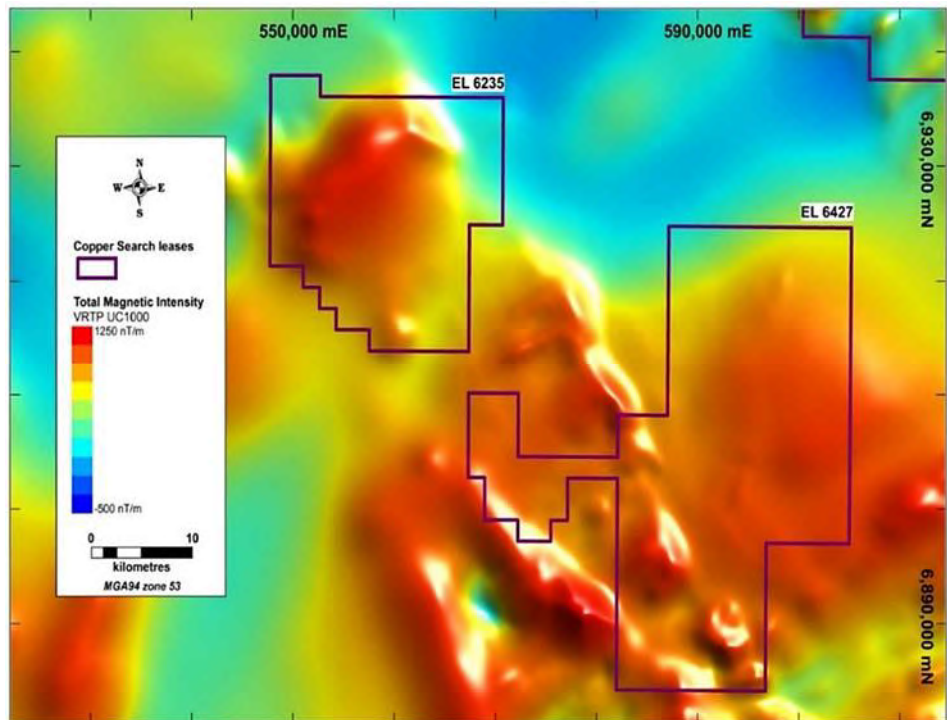 550,000 mE
590,000 mE
EL 6235
6,930,000 mN
N
W E
S
EL 6427
Copper Search leases
Total Magnetic Intensity
VRTP UC1000
1250 nT/m
-500 nT/m
0 10
kilometres
MGA94 zone 53
6,890,000 mN